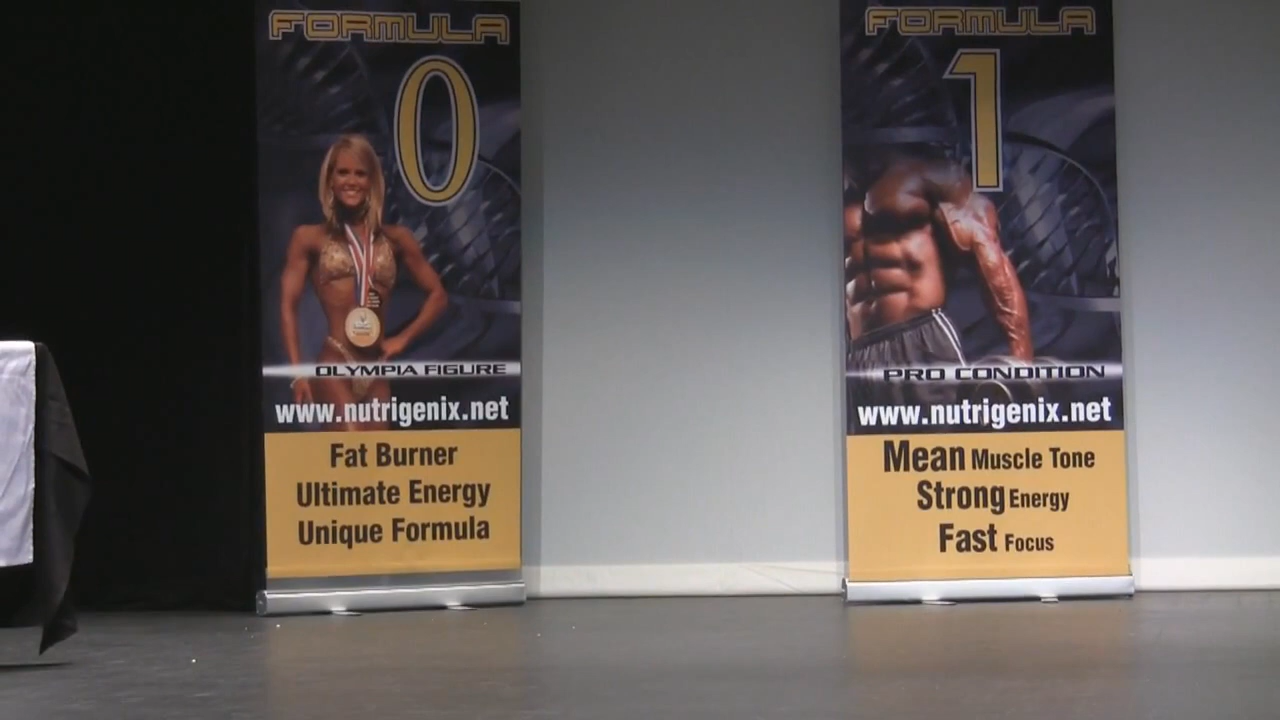 FORMULA
0
OLYMPIA FIGURE
www.nutrigenix.net
Fat Burner
Ultimate Energy
Unique Formula
FORMULA
1
PRO CONDITION
www.nutrigenix.net
Mean Muscle Tone
Strong Energy
Fast Focus